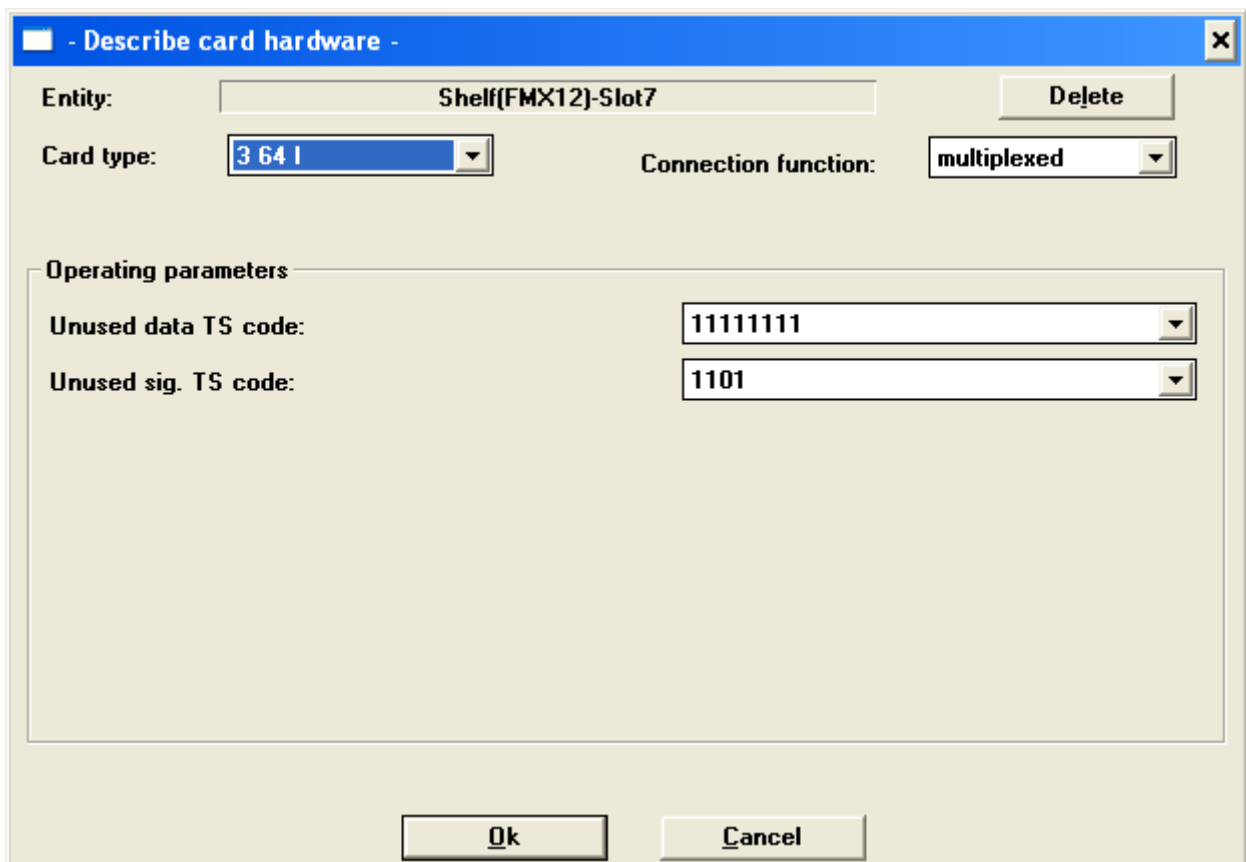 - Describe card hardware -
Entity: Shelf(FMX12)-Slot7 Delete
Card type: 3 64 I Connection function: multiplexed
Operating parameters
Unused data TS code: 11111111
Unused sig. TS code: 1101
Ok Cancel